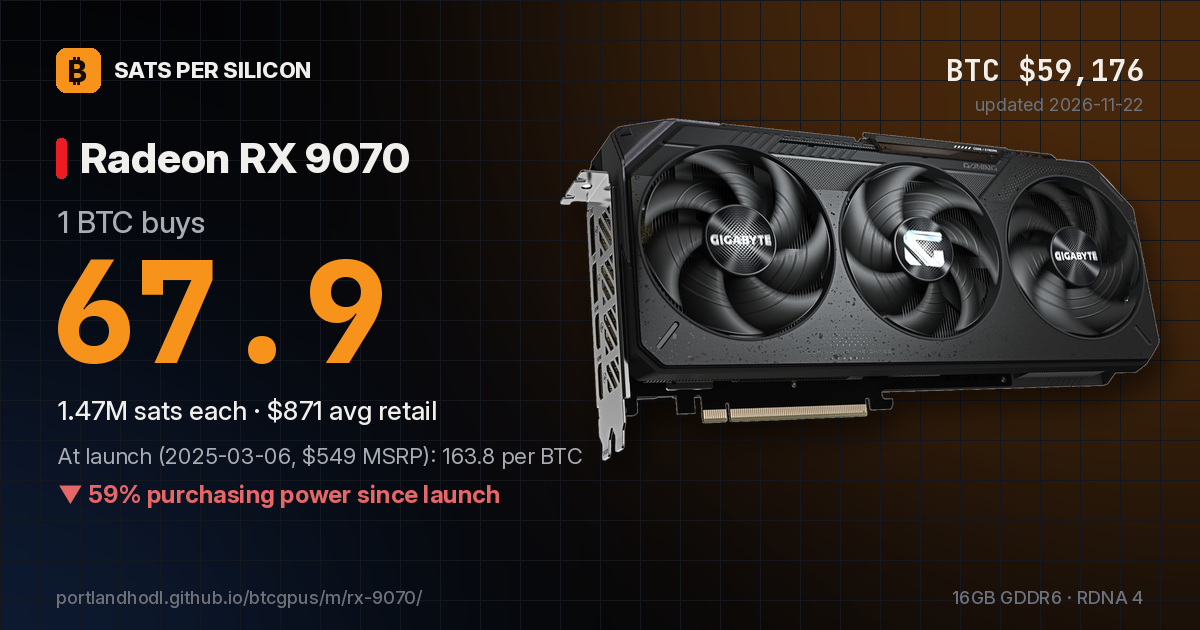 ₿ SATS PER SILICON
BTC $59,176
updated 2026-11-22
Radeon RX 9070
1 BTC buys
67.9
1.47M sats each · $871 avg retail
At launch (2025-03-06, $549 MSRP): 163.8 per BTC
▼ 59% purchasing power since launch
GAMING
GIGABYTE
GIGABYTE
portlandhodl.github.io/btcgpus/m/rx-9070/
16GB GDDR6 · RDNA 4